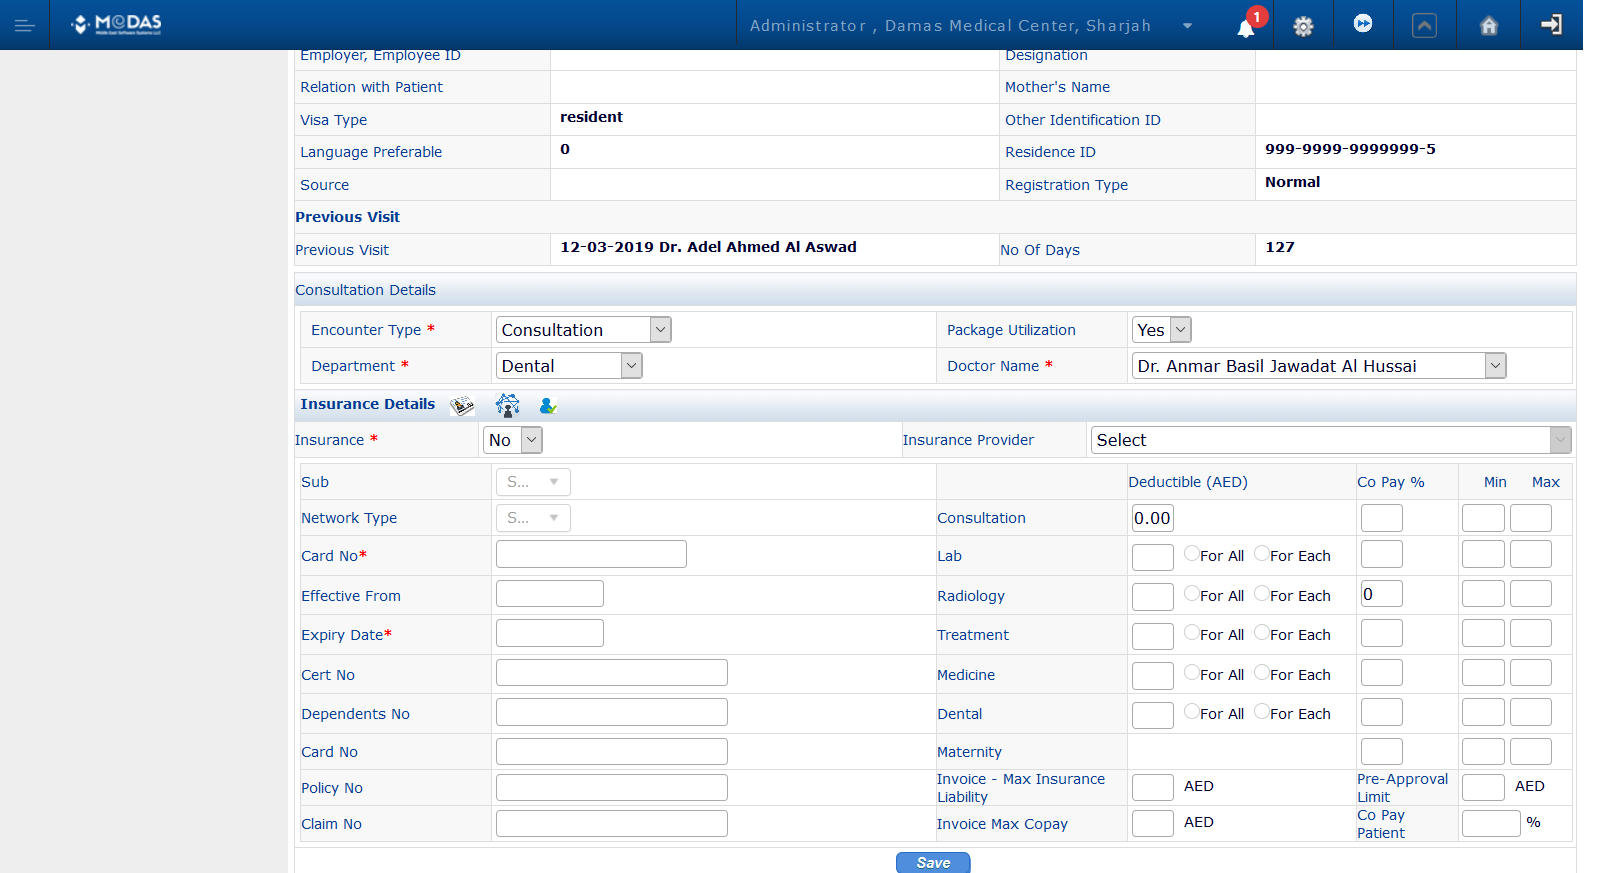 MEDAS
Middle East Software Systems LLC
Administrator , Damas Medical Center, Sharjah
1
Employer, Employee ID
Designation
Relation with Patient
Mother's Name
Visa Type resident
Other Identification ID
Language Preferable 0
Residence ID 999-9999-9999999-5
Source
Registration Type Normal
Previous Visit
Previous Visit 12-03-2019 Dr. Adel Ahmed Al Aswad
No Of Days 127
Consultation Details
Encounter Type * Consultation
Package Utilization Yes
Department * Dental
Doctor Name * Dr. Anmar Basil Jawadat Al Hussai
Insurance Details
Insurance * No
Insurance Provider Select
Sub S...
Deductible (AED) Co Pay % Min Max
Network Type S...
Consultation 0.00
Card No*
Lab For All For Each
Effective From
Radiology For All For Each 0
Expiry Date*
Treatment For All For Each
Cert No
Medicine For All For Each
Dependents No
Dental For All For Each
Card No
Maternity
Policy No
Invoice - Max Insurance
Liability
AED
Pre-Approval
Limit
AED
Claim No
Invoice Max Copay AED
Co Pay
Patient
%
Save